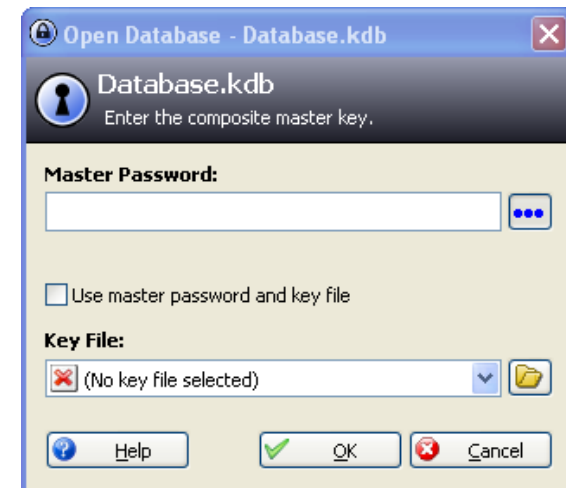 Open Database - Database.kdb
Database.kdb
Enter the composite master key.
Master Password:
Use master password and key file
Key File:
(No key file selected)
Help OK Cancel